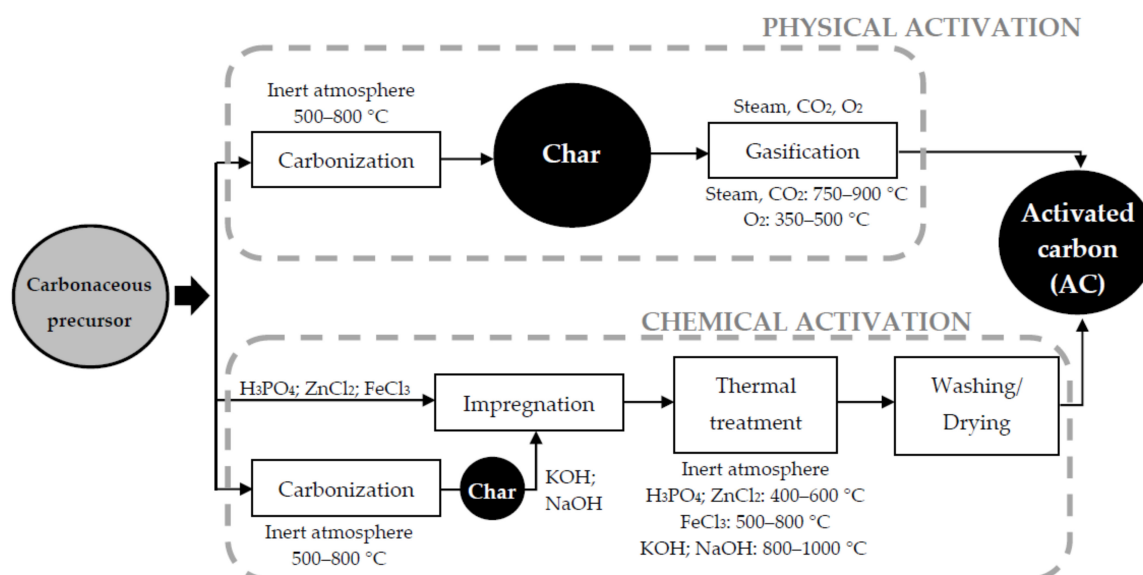 PHYSICAL ACTIVATION
Inert atmosphere
500–800 °C
Carbonization
Char
Steam, CO₂, O₂
Gasification
Steam, CO₂: 750–900 °C
O₂: 350–500 °C
Activated
carbon
(AC)
Carbonaceous
precursor
CHEMICAL ACTIVATION
H₃PO₄; ZnCl₂; FeCl₃
Impregnation
Carbonization
Inert atmosphere
500–800 °C
Char
KOH;
NaOH
Thermal
treatment
Inert atmosphere
H₃PO₄; ZnCl₂: 400–600 °C
FeCl₃: 500–800 °C
KOH; NaOH: 800–1000 °C
Washing/
Drying